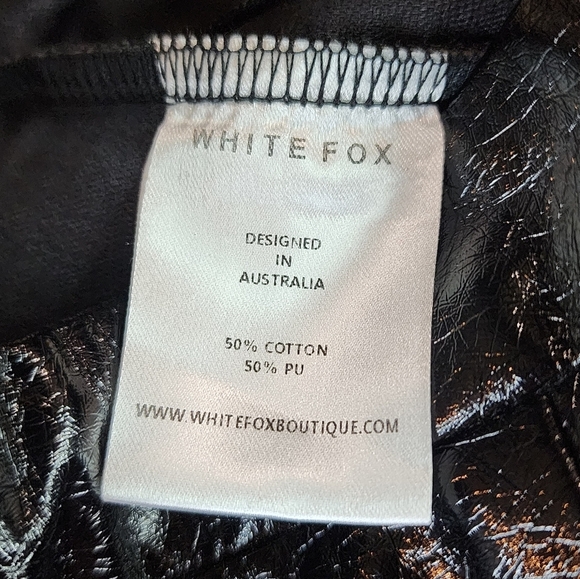 WHITE FOX
DESIGNED
IN
AUSTRALIA
50% COTTON
50% PU
WWW.WHITEFOXBOUTIQUE.COM